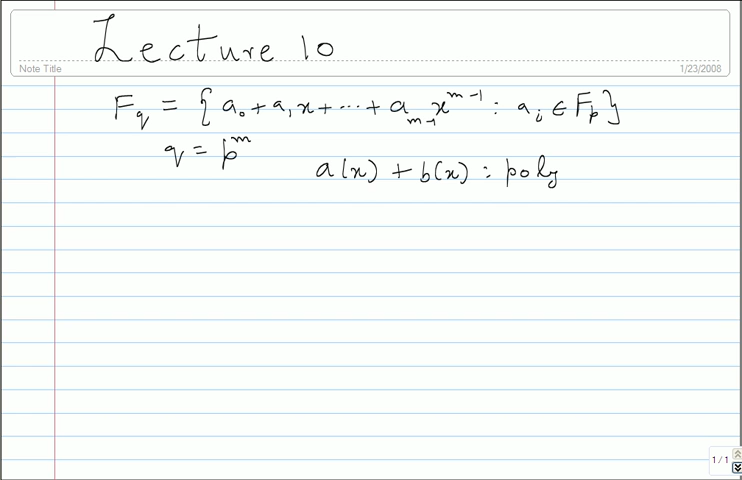 Lecture 10
Note Title
1/23/2008
F_q = { a_0 + a_1 x + ··· + a_{m-1} x^{m-1} : a_i ∈ F_p }
q = p^m
a(x) + b(x) : poly
1/1